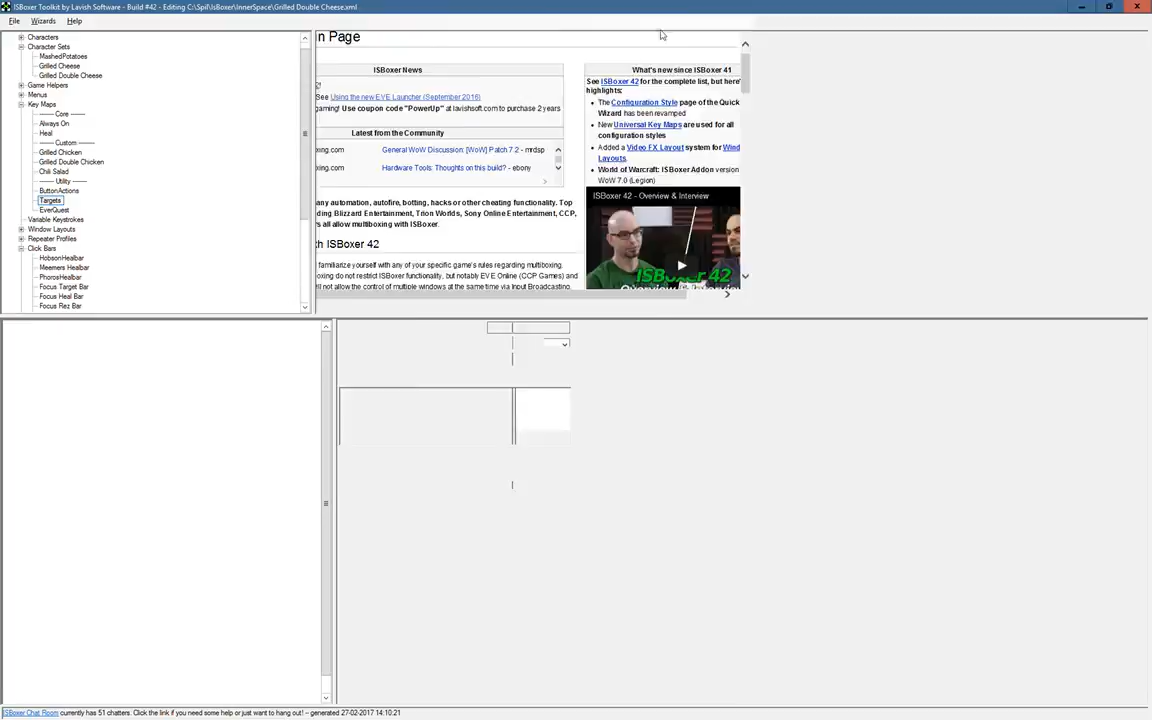 ISBoxer Toolkit by Lavish Software - Build #42 - Editing C:\Spil\IsBoxer\InnerSpace\Grilled Double Cheese.xml
File Wizards Help
Characters
Character Sets
MashedPotatoes
Grilled Cheese
Grilled Double Cheese
Game Helpers
Menus
Key Maps
------ Core ------
Always On
Heal
------ Custom ------
Grilled Chicken
Grilled Double Chicken
Chili Salad
------ Utility ------
ButtonActions
Targets
EverQuest
Variable Keystrokes
Window Layouts
Repeater Profiles
Click Bars
HobsonHealbar
Meemers Healbar
PhorosHealbar
Focus Target Bar
Focus Heal Bar
Focus Rez Bar
n Page
ISBoxer News
See Using the new EVE Launcher (September 2016)
gaming! Use coupon code "PowerUp" at lavishsoft.com to purchase 2 years
Latest from the Community
xing.com General WoW Discussion: [WoW] Patch 7.2 - mrdsp
xing.com Hardware Tools: Thoughts on this build? - ebony
any automation, autofire, botting, hacks or other cheating functionality. Top
ding Blizzard Entertainment, Trion Worlds, Sony Online Entertainment, CCP,
s all allow multiboxing with ISBoxer.
th ISBoxer 42
familiarize yourself with any of your specific game's rules regarding multiboxing.
oxing do not restrict ISBoxer functionality, but notably EVE Online (CCP Games) and
ill not allow the control of multiple windows at the same time via Input Broadcasting.
What's new since ISBoxer 41
See ISBoxer 42 for the complete list, but here'
highlights:
The Configuration Style page of the Quick
Wizard has been revamped
New Universal Key Maps are used for all
configuration styles
Added a Video FX Layout system for Wind
Layouts.
World of Warcraft: ISBoxer Addon version
WoW 7.0 (Legion)
ISBoxer 42 - Overview & Interview
ISBoxer 42
Overview & Interview
ISBoxer Chat Room currently has 51 chatters. Click the link if you need some help or just want to hang out! -- generated 27-02-2017 14:10:21